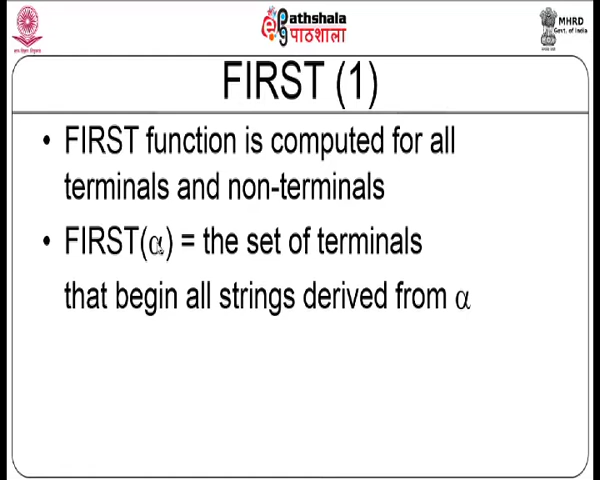 Pathshala
पाठशाला
MHRD
Govt. of India
FIRST (1)
• FIRST function is computed for all
terminals and non-terminals
• FIRST(α) = the set of terminals
that begin all strings derived from α